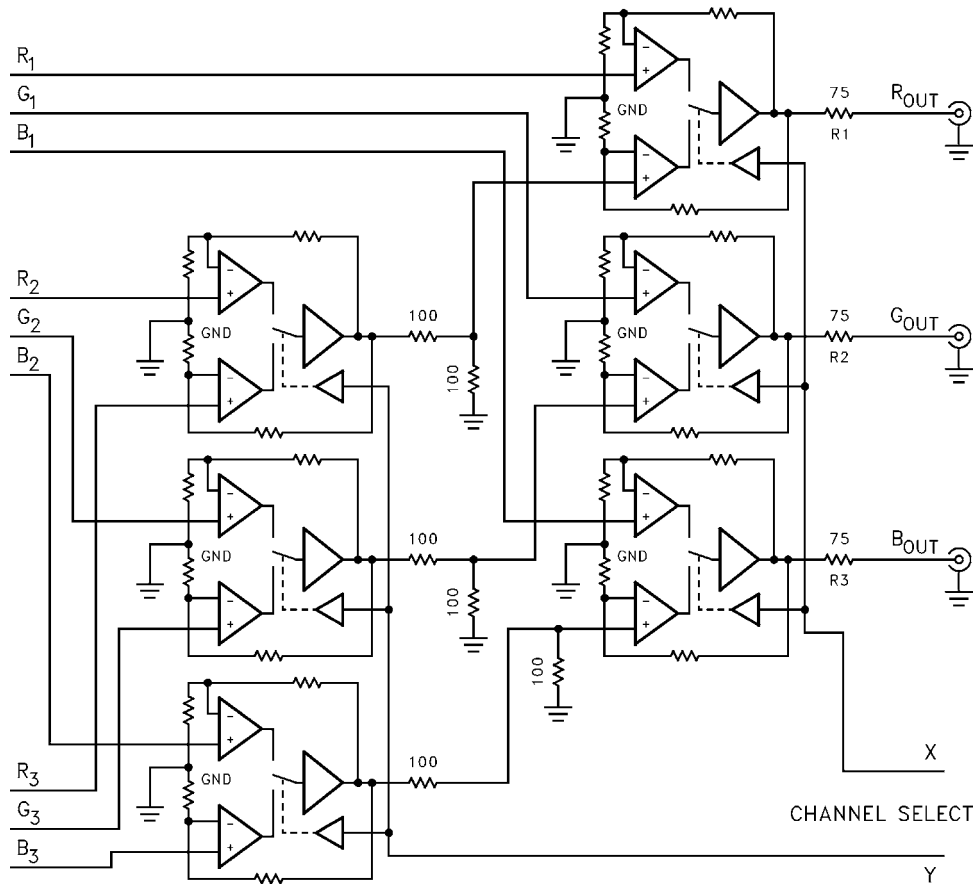 R1
G1
B1
GND
75
R1
ROUT
R2
G2
B2
GND
100
100
GND
75
R2
GOUT
GND
100
100
GND
75
R3
BOUT
100
R3
G3
B3
GND
100
X
CHANNEL SELECT
Y
-
+
-
+
-
+
-
+
-
+
-
+
-
+
-
+
-
+
-
+
-
+
-
+